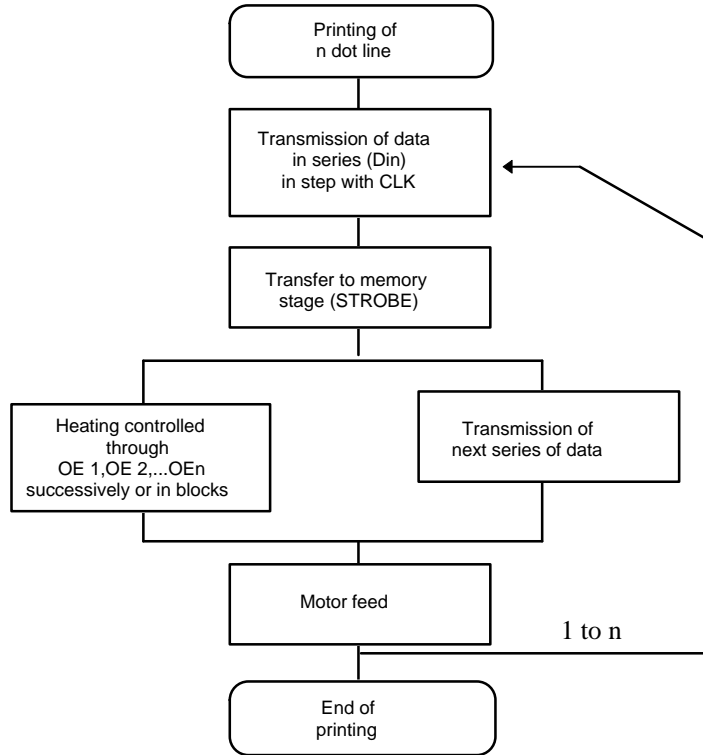 Printing of
n dot line
Transmission of data
in series (Din)
in step with CLK
Transfer to memory
stage (STROBE)
Heating controlled
through
OE 1,OE 2,...OEn
successively or in blocks
Transmission of
next series of data
Motor feed
1 to n
End of
printing